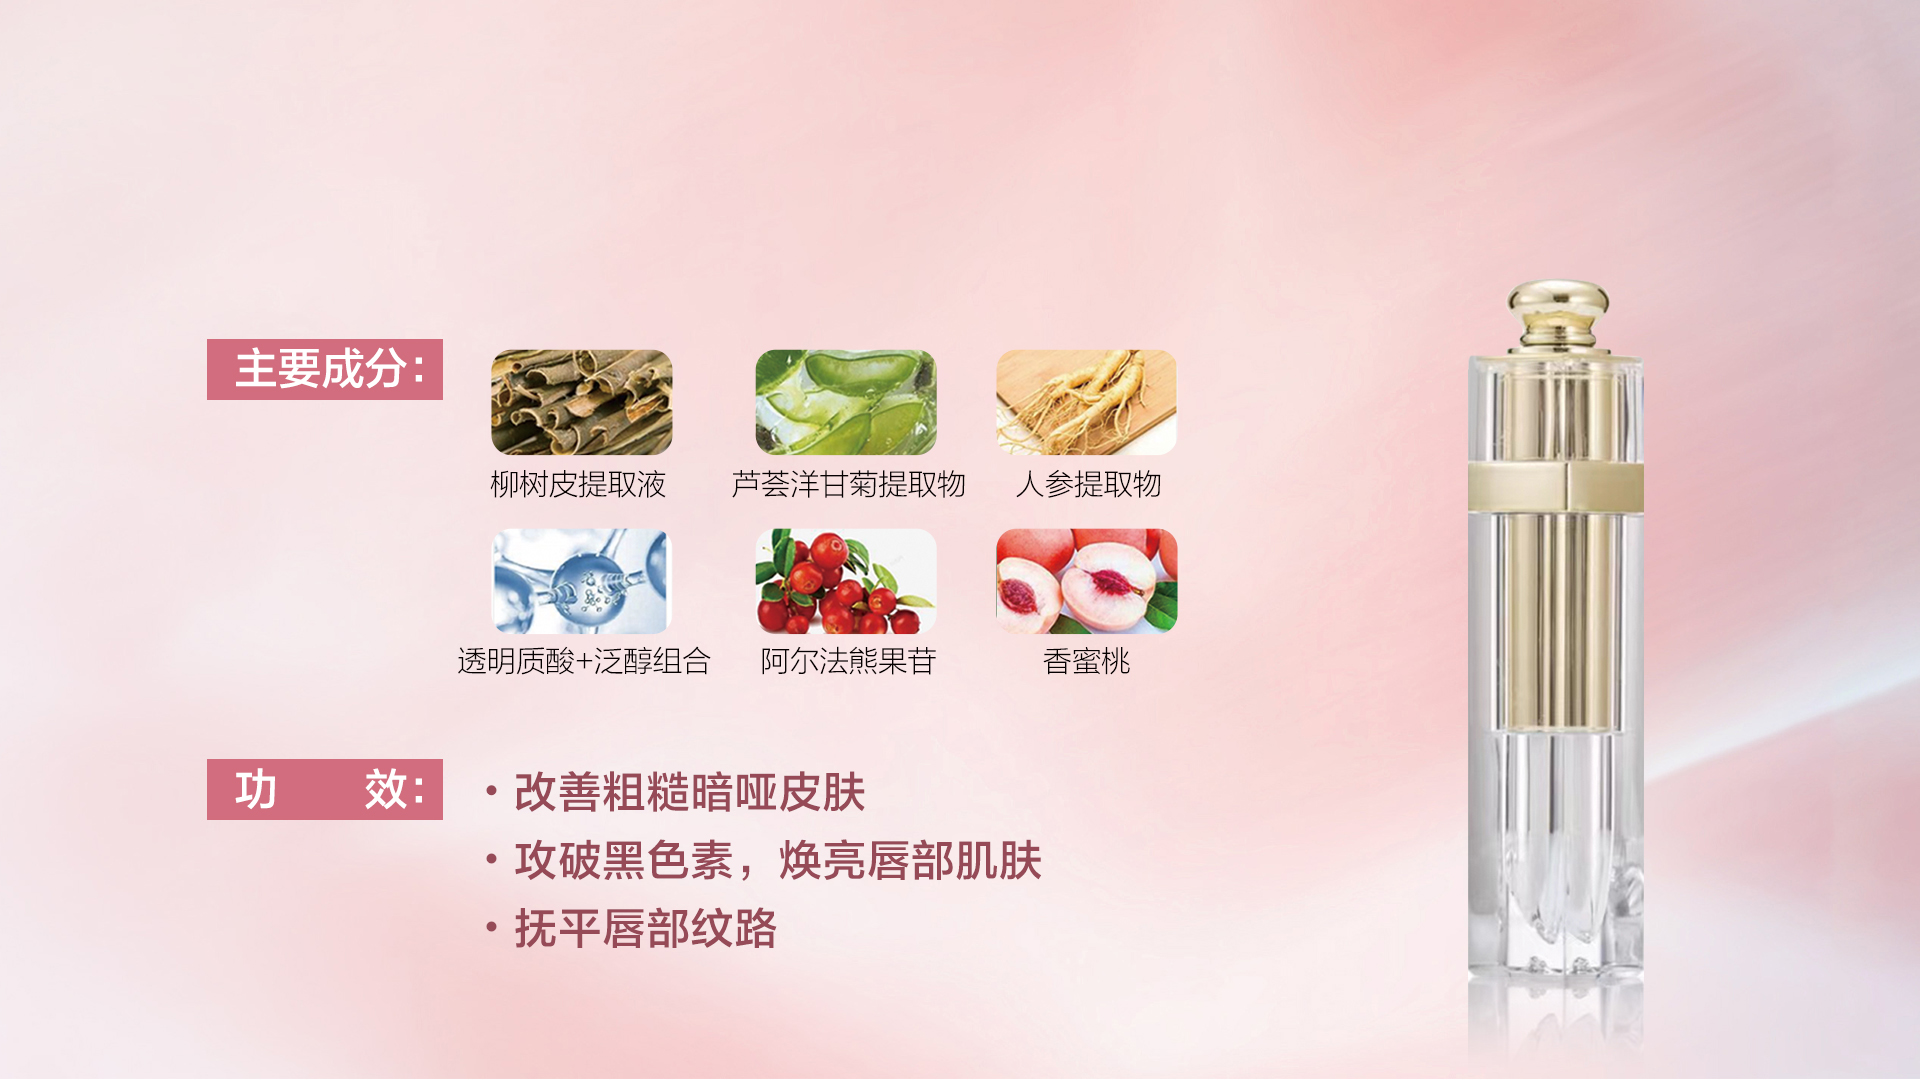 主要成分：
柳树皮提取液
芦荟洋甘菊提取物
人参提取物
透明质酸+泛醇组合
阿尔法熊果苷
香蜜桃
功 效：
·改善粗糙暗哑皮肤
·攻破黑色素，焕亮唇部肌肤
·抚平唇部纹路